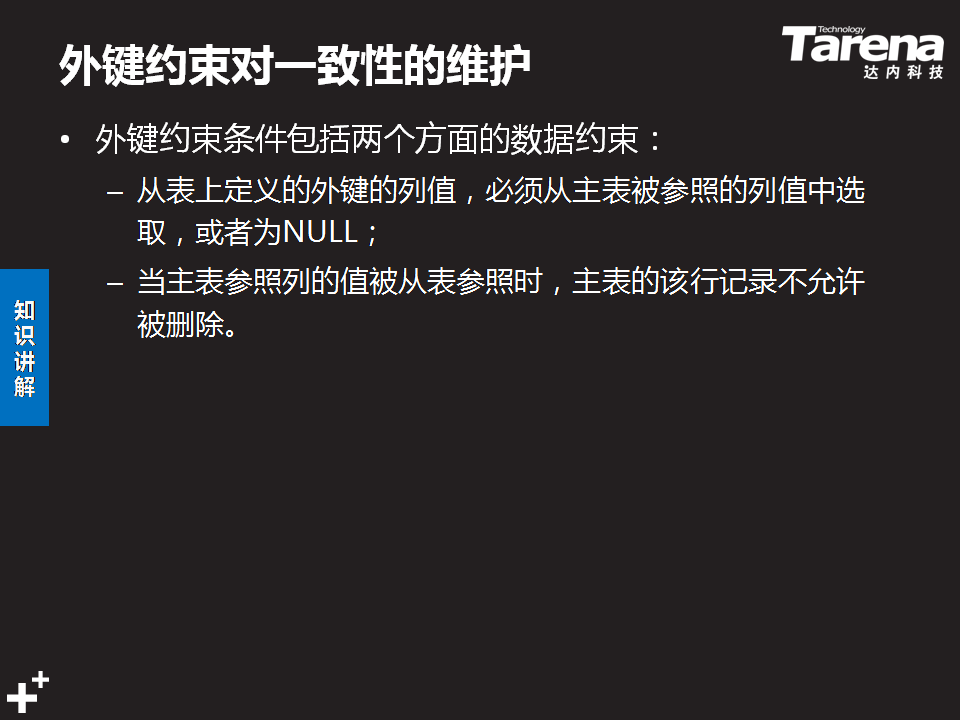 外键约束对一致性的维护
Technology
Tarena
达内科技
• 外键约束条件包括两个方面的数据约束：
– 从表上定义的外键的列值，必须从主表被参照的列值中选
取，或者为NULL；
– 当主表参照列的值被从表参照时，主表的该行记录不允许
被删除。
知
识
讲
解